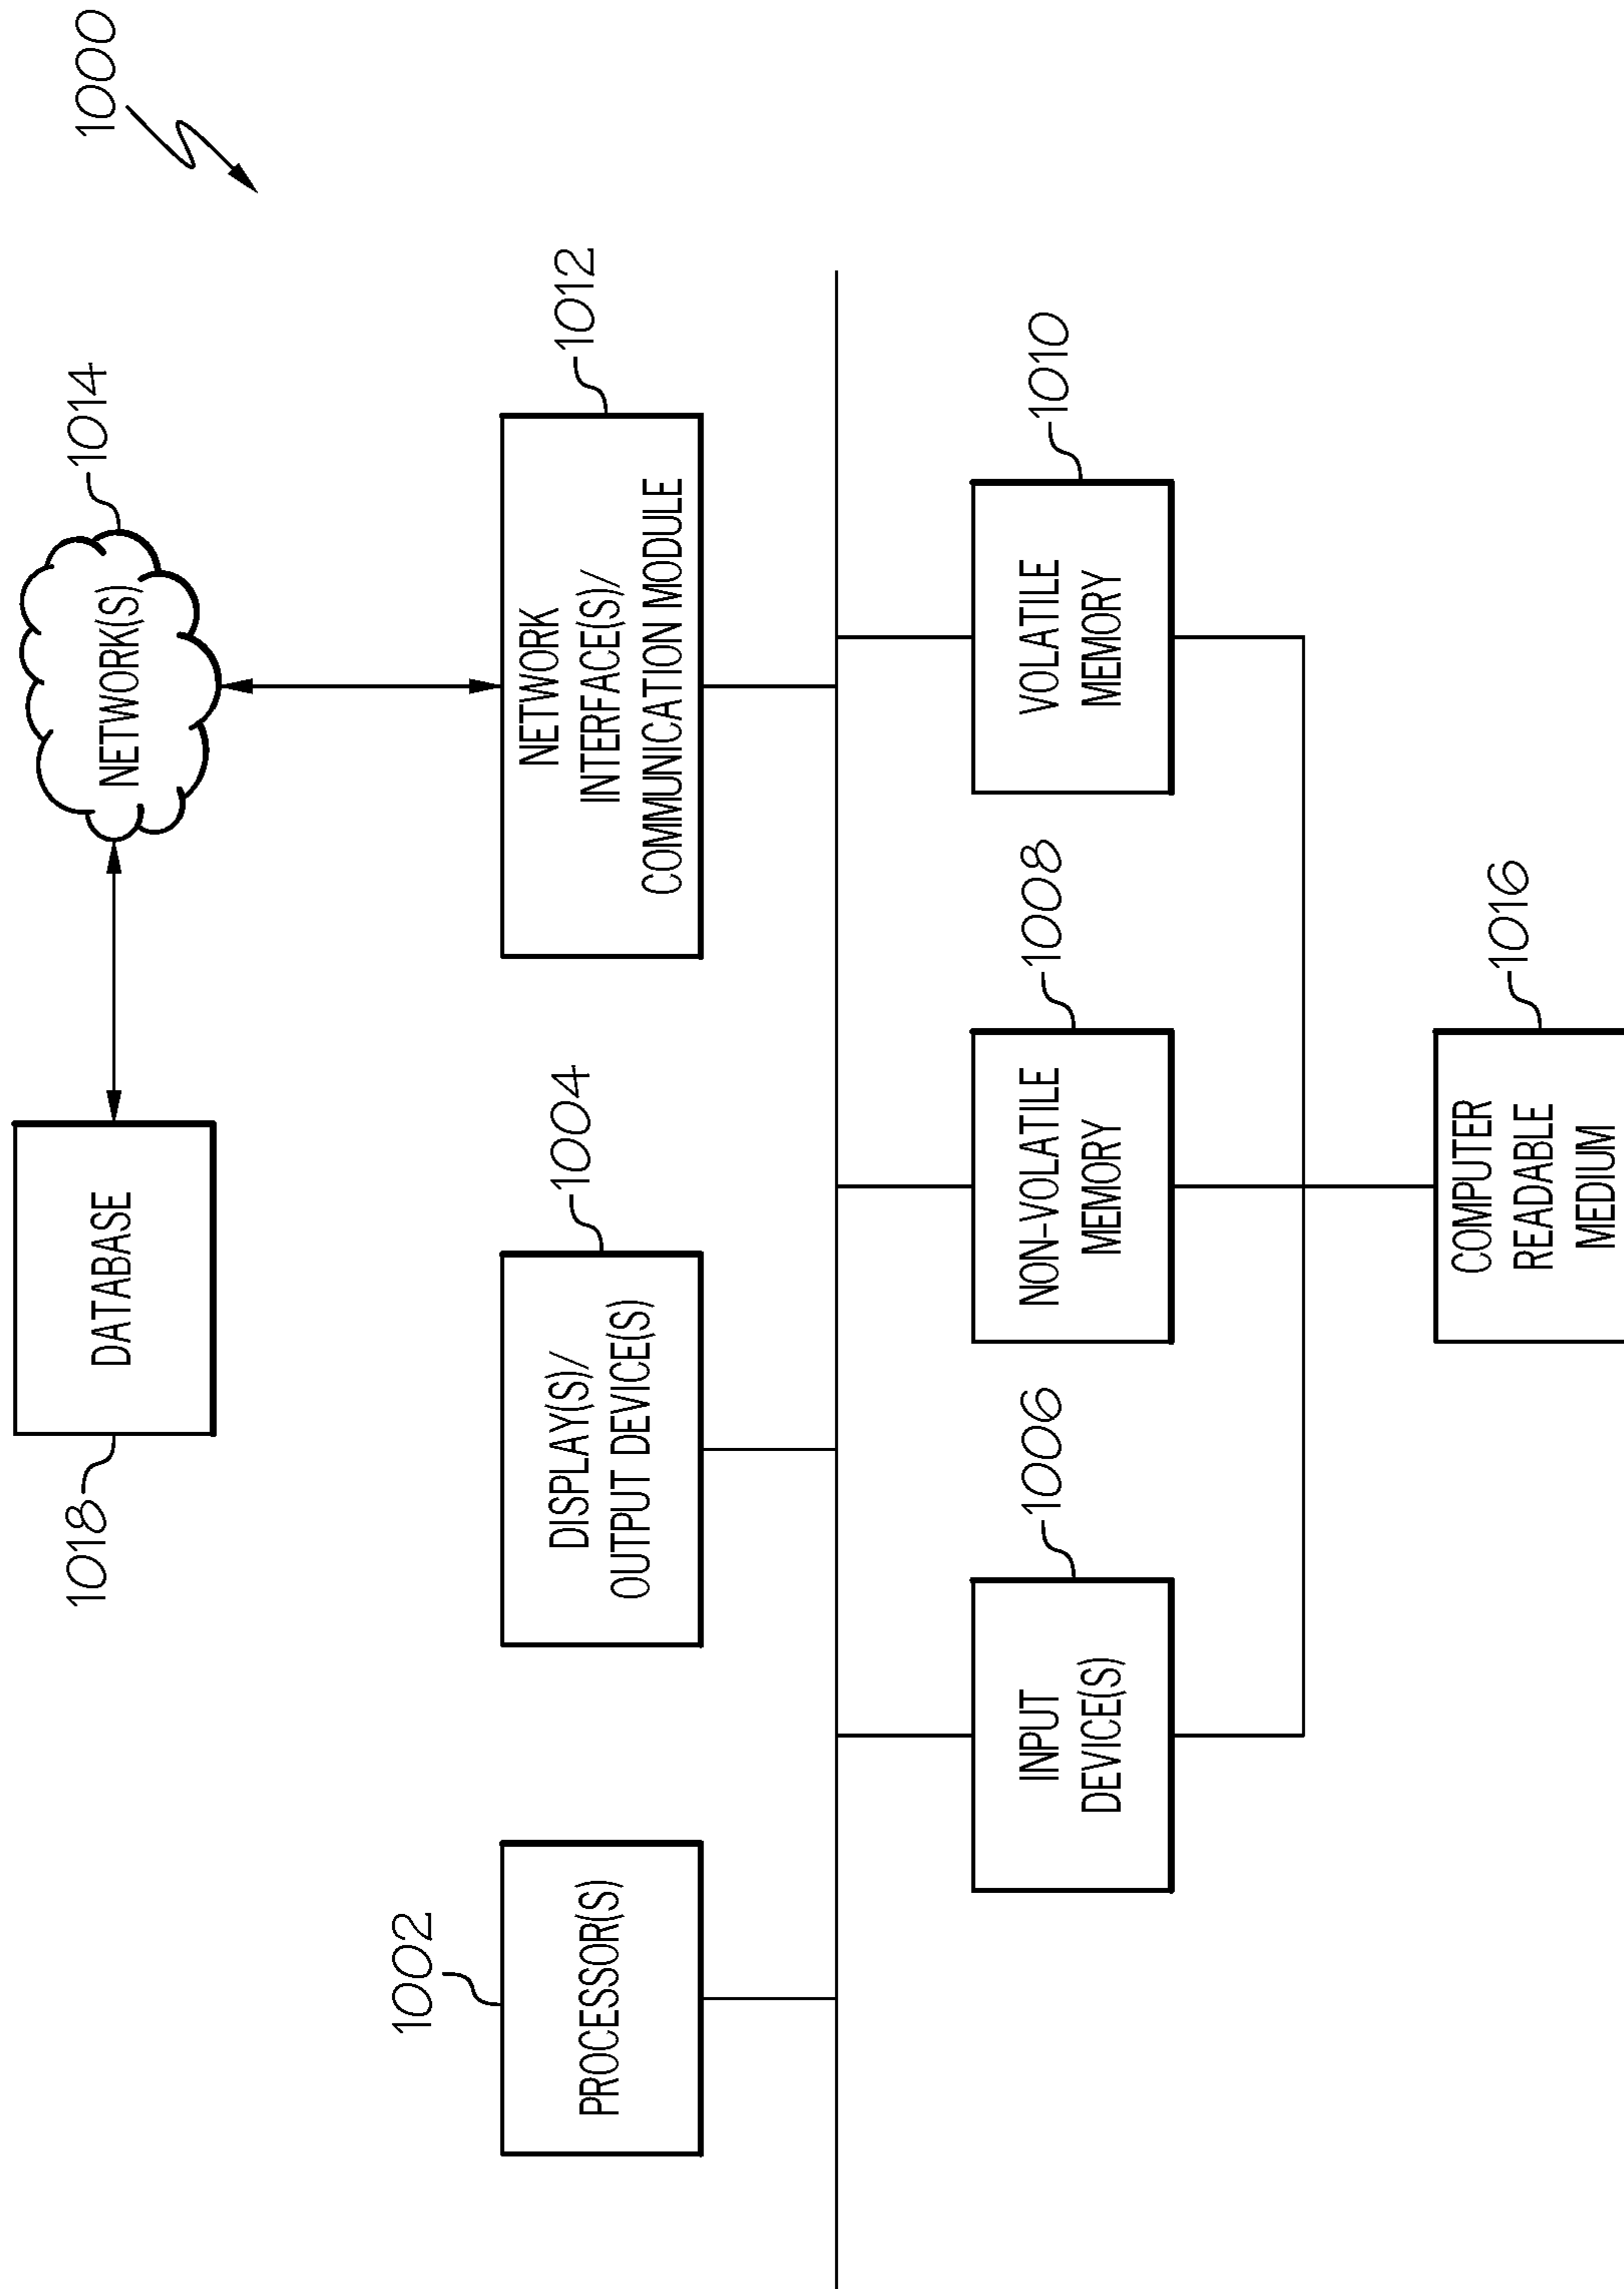 1000
1014
NETWORK(S)
DATABASE
1018
1012
NETWORK
INTERFACE(S)/
COMMUNICATION MODULE
1004
DISPLAY(S)/
OUTPUT DEVICE(S)
1002
PROCESSOR(S)
1006
INPUT
DEVICE(S)
1008
NON-VOLATILE
MEMORY
1010
VOLATILE
MEMORY
1016
COMPUTER
READABLE
MEDIUM